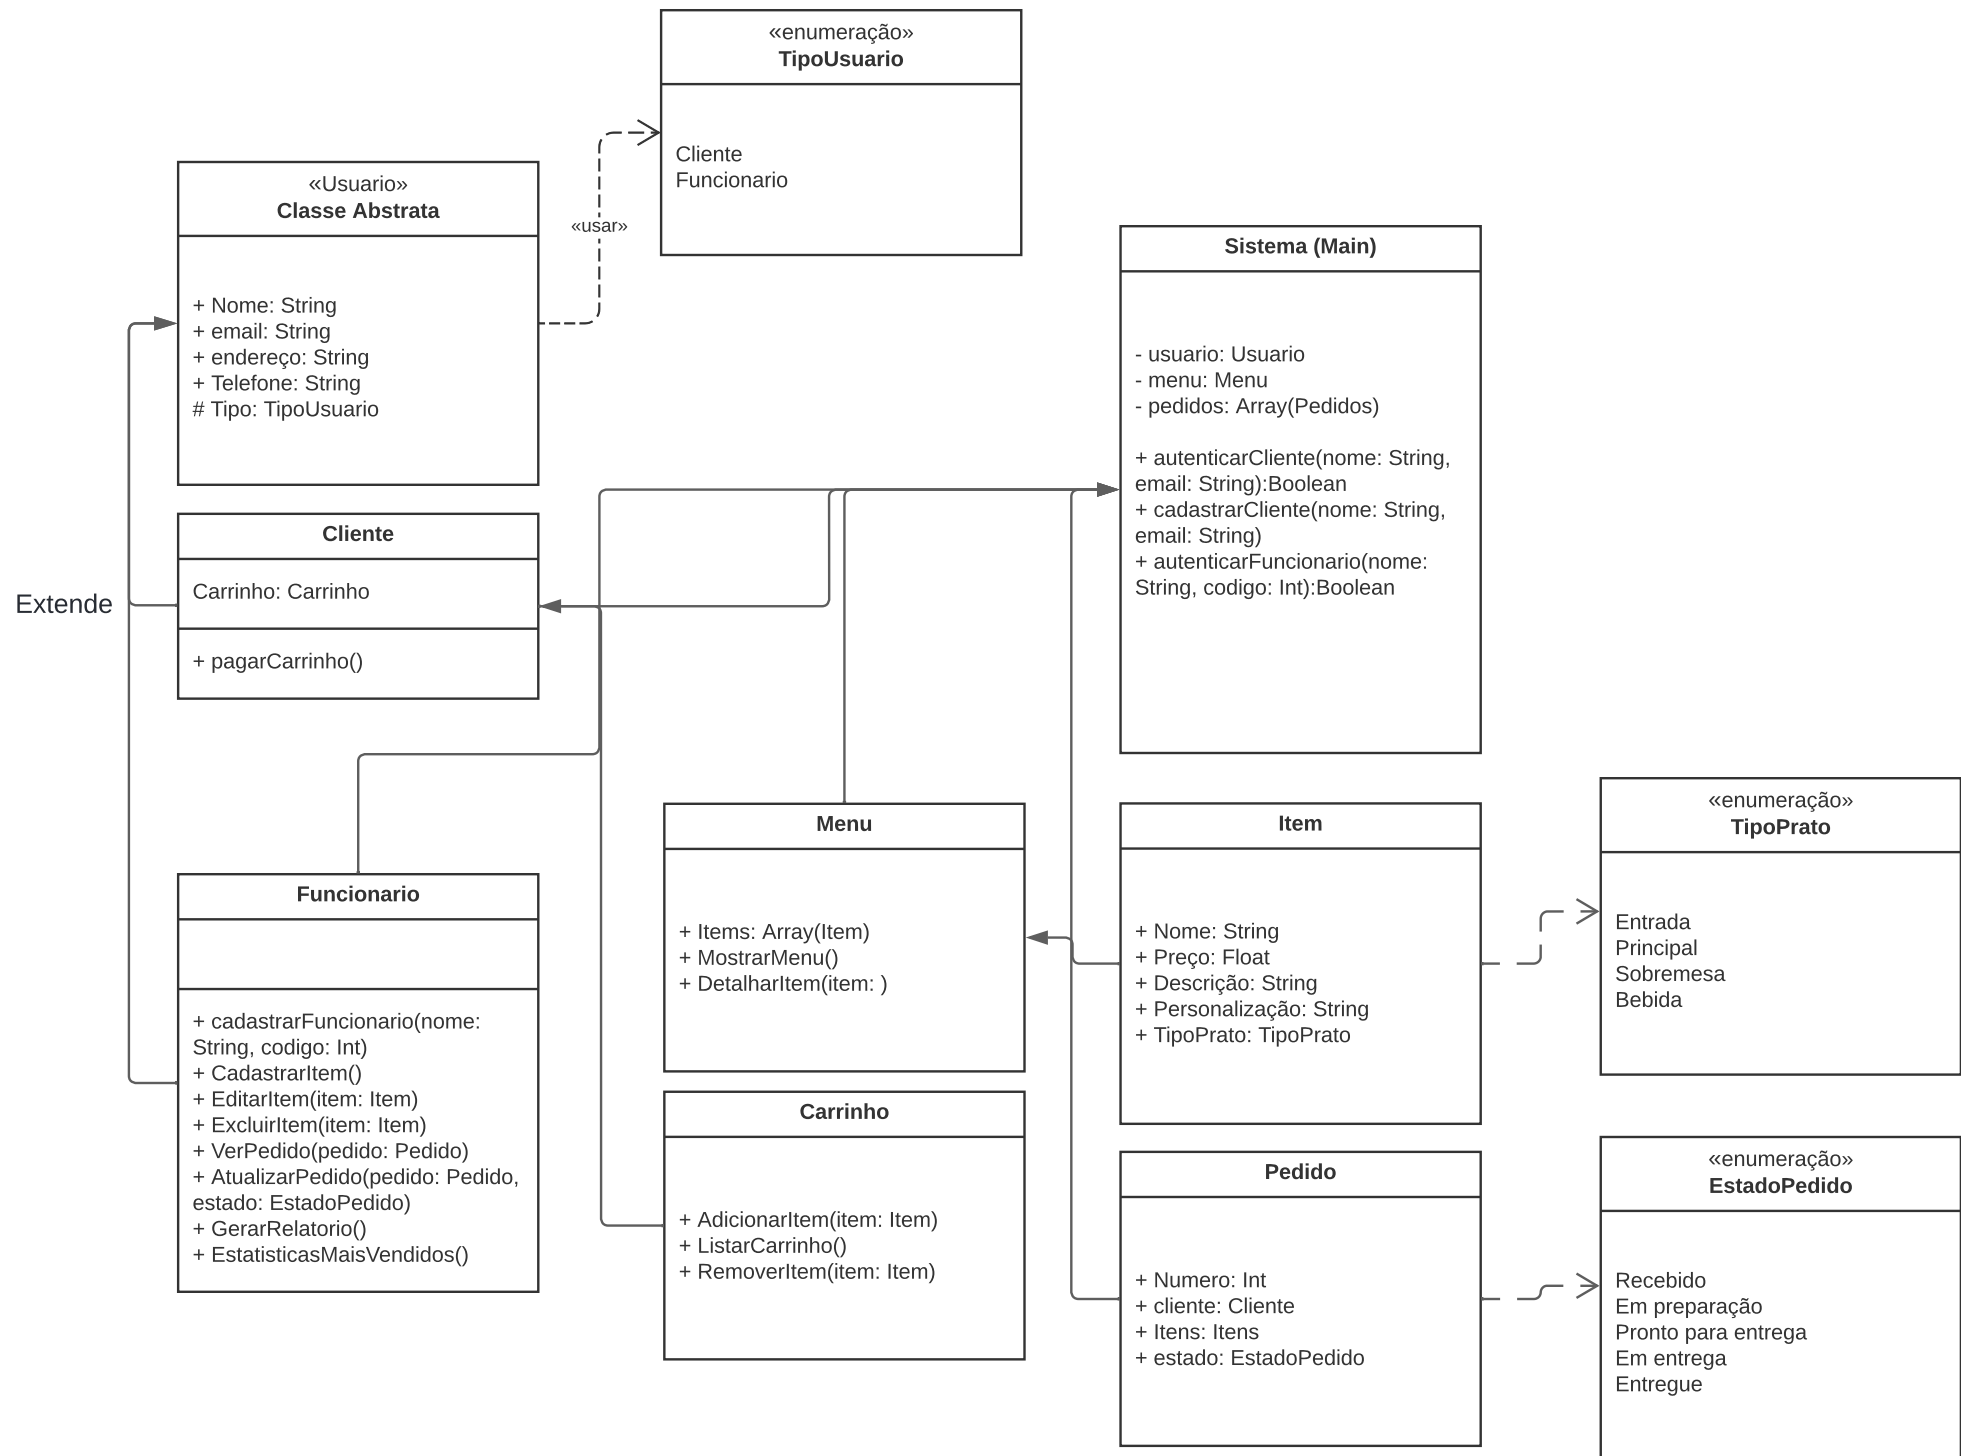 «enumeração»
TipoUsuario
Cliente
Funcionario
«Usuario»
Classe Abstrata
+ Nome: String
+ email: String
+ endereço: String
+ Telefone: String
# Tipo: TipoUsuario
«usar»
Sistema (Main)
- usuario: Usuario
- menu: Menu
- pedidos: Array(Pedidos)
+ autenticarCliente(nome: String,
email: String):Boolean
+ cadastrarCliente(nome: String,
email: String)
+ autenticarFuncionario(nome:
String, codigo: Int):Boolean
Cliente
Carrinho: Carrinho
+ pagarCarrinho()
Extende
Funcionario
+ cadastrarFuncionario(nome:
String, codigo: Int)
+ CadastrarItem()
+ EditarItem(item: Item)
+ ExcluirItem(item: Item)
+ VerPedido(pedido: Pedido)
+ AtualizarPedido(pedido: Pedido,
estado: EstadoPedido)
+ GerarRelatorio()
+ EstatisticasMaisVendidos()
Menu
+ Items: Array(Item)
+ MostrarMenu()
+ DetalharItem(item: )
Item
+ Nome: String
+ Preço: Float
+ Descrição: String
+ Personalização: String
+ TipoPrato: TipoPrato
«enumeração»
TipoPrato
Entrada
Principal
Sobremesa
Bebida
Carrinho
+ AdicionarItem(item: Item)
+ ListarCarrinho()
+ RemoverItem(item: Item)
Pedido
+ Numero: Int
+ cliente: Cliente
+ Itens: Itens
+ estado: EstadoPedido
«enumeração»
EstadoPedido
Recebido
Em preparação
Pronto para entrega
Em entrega
Entregue